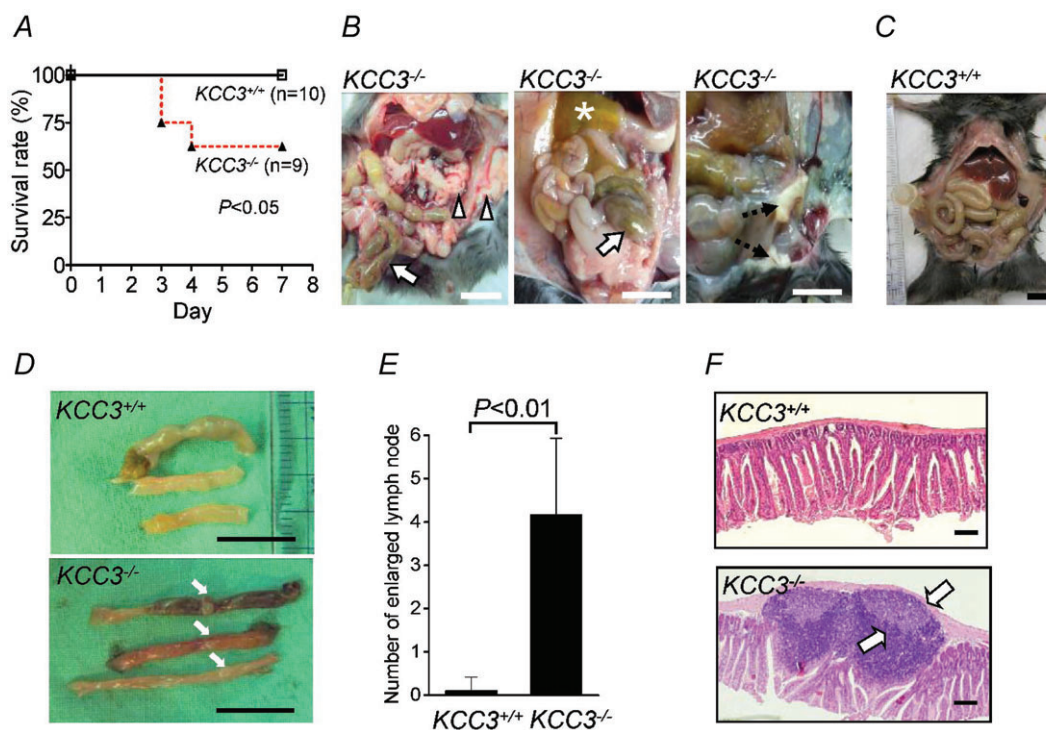 A
Survival rate (%)
100
75
50
25
0
KCC3+/+ (n=10)
KCC3-/- (n=9)
P<0.05
0 1 2 3 4 5 6 7 8
Day
B
KCC3-/-
KCC3-/-
KCC3-/-
*
C
KCC3+/+
D
KCC3+/+
KCC3-/-
E
P<0.01
Number of enlarged lymph node
6
5
4
3
2
1
0
KCC3+/+ KCC3-/-
F
KCC3+/+
KCC3-/-